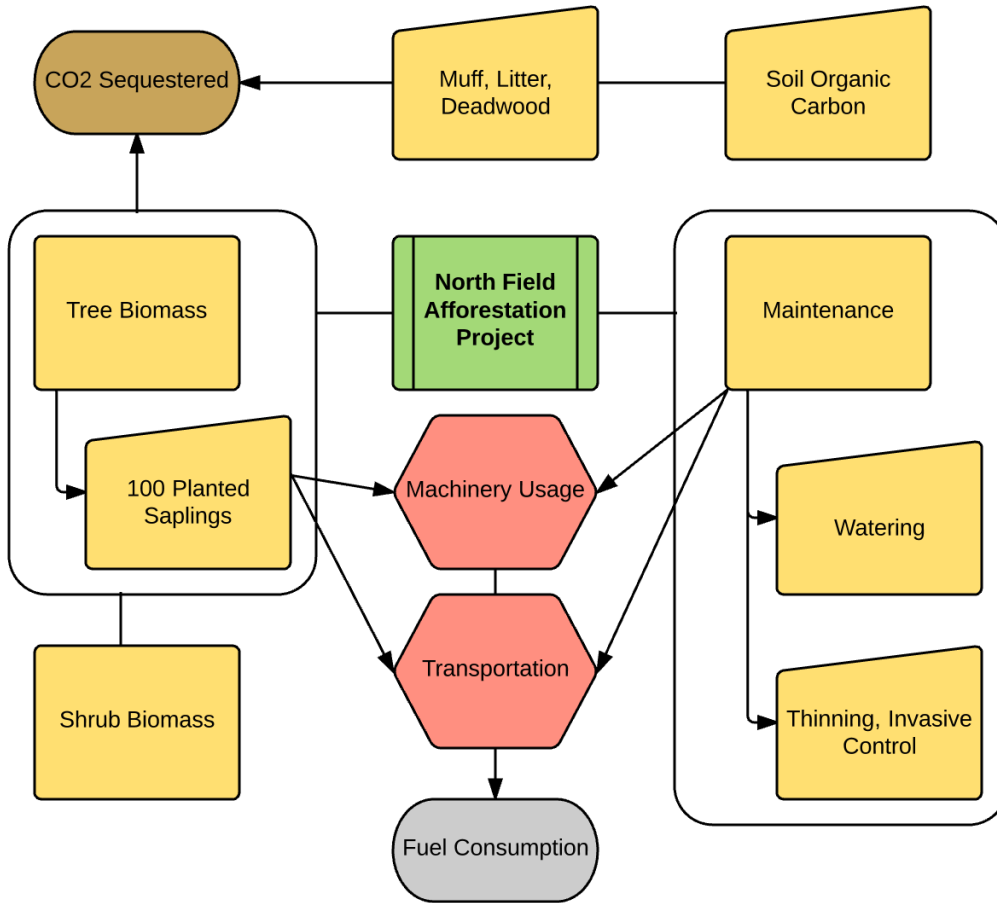 CO2 Sequestered
Muff, Litter,
Deadwood
Soil Organic
Carbon
Tree Biomass
North Field
Afforestation
Project
Maintenance
100 Planted
Saplings
Machinery Usage
Watering
Transportation
Shrub Biomass
Thinning, Invasive
Control
Fuel Consumption